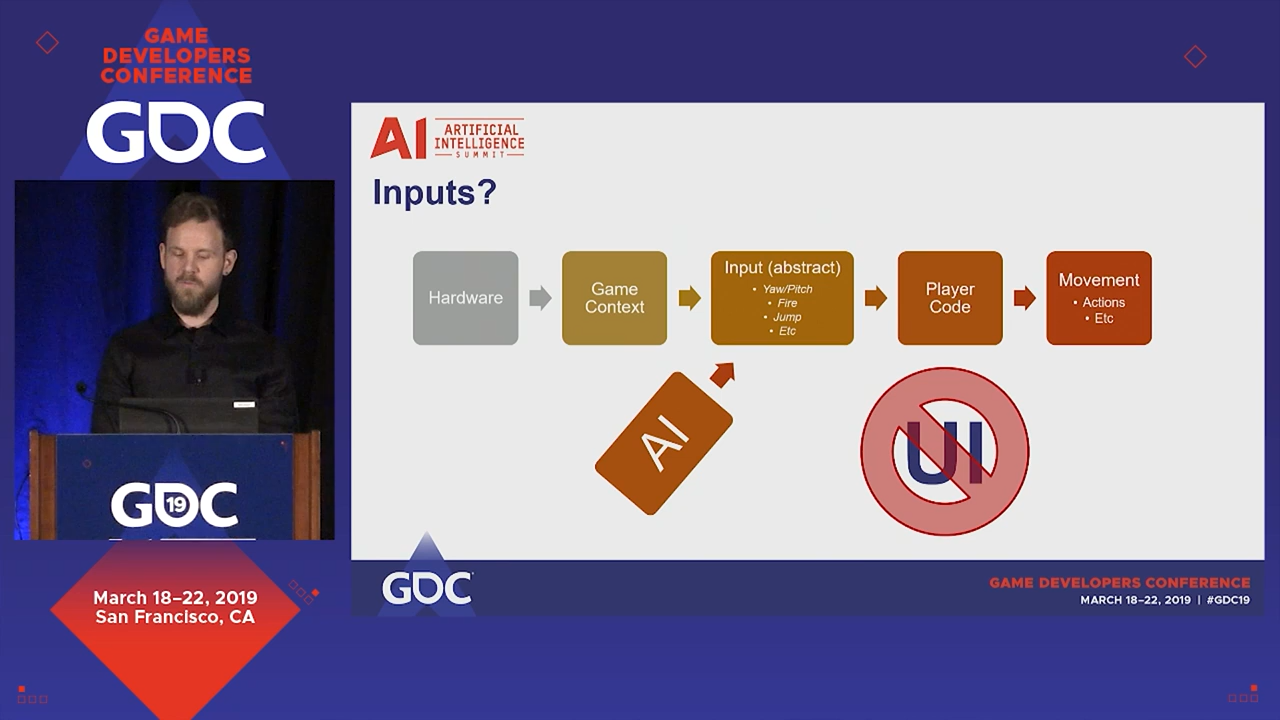 GAME
DEVELOPERS
CONFERENCE
GDC
GDC
19
March 18–22, 2019
San Francisco, CA
AI ARTIFICIAL
INTELLIGENCE
SUMMIT
Inputs?
Hardware
Game
Context
Input (abstract)
• Yaw/Pitch
• Fire
• Jump
• Etc
Player
Code
Movement
• Actions
• Etc
AI
UI
GDC
GAME DEVELOPERS CONFERENCE
MARCH 18–22, 2019 | #GDC19